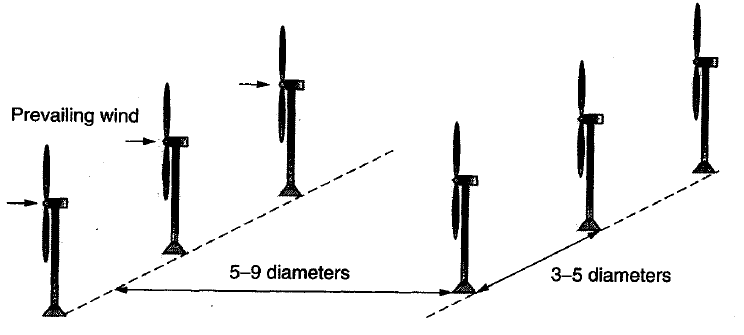 Prevailing wind
5–9 diameters
3–5 diameters